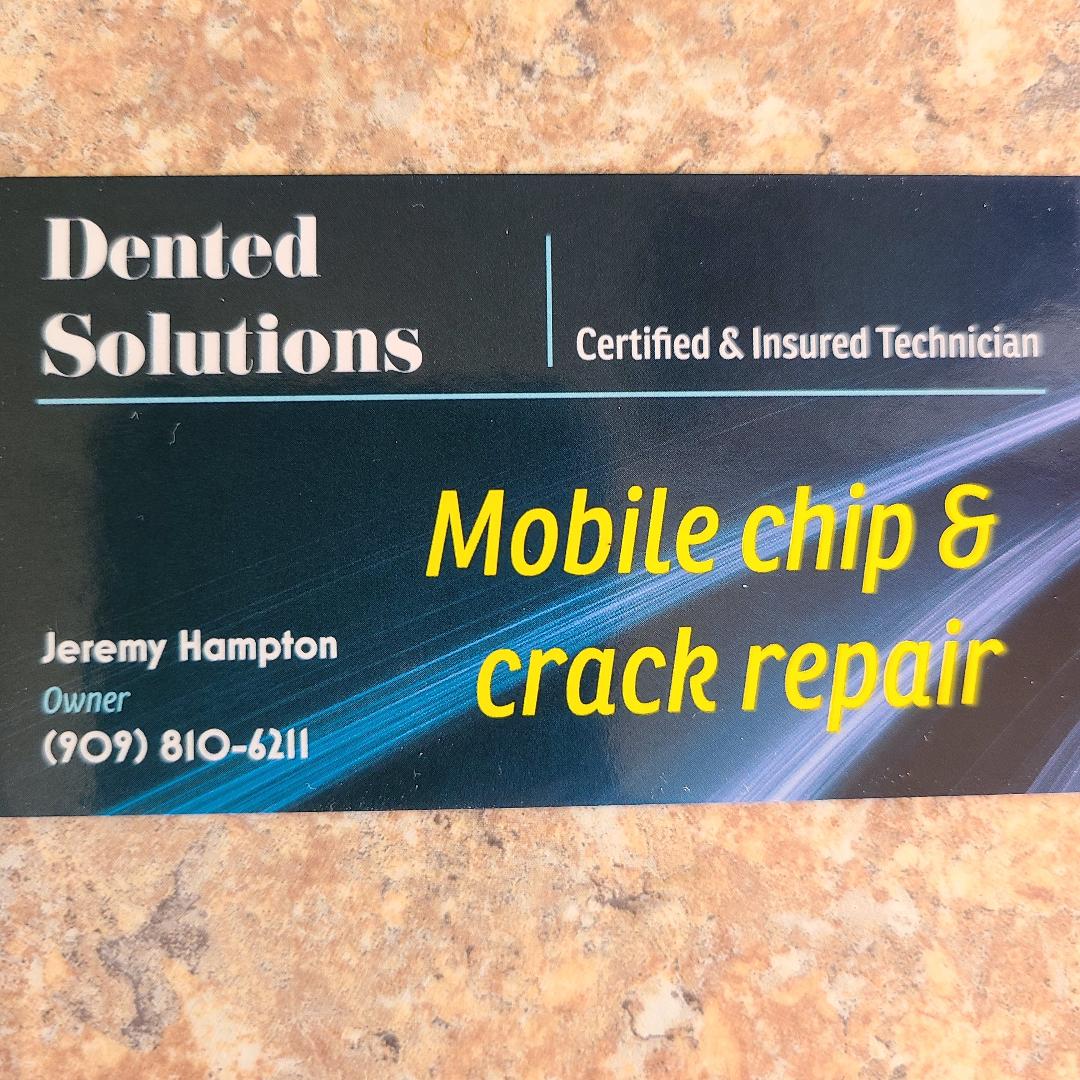 Dented
Solutions
Certified & Insured Technician
Mobile chip &
crack repair
Jeremy Hampton
Owner
(909) 810-6211